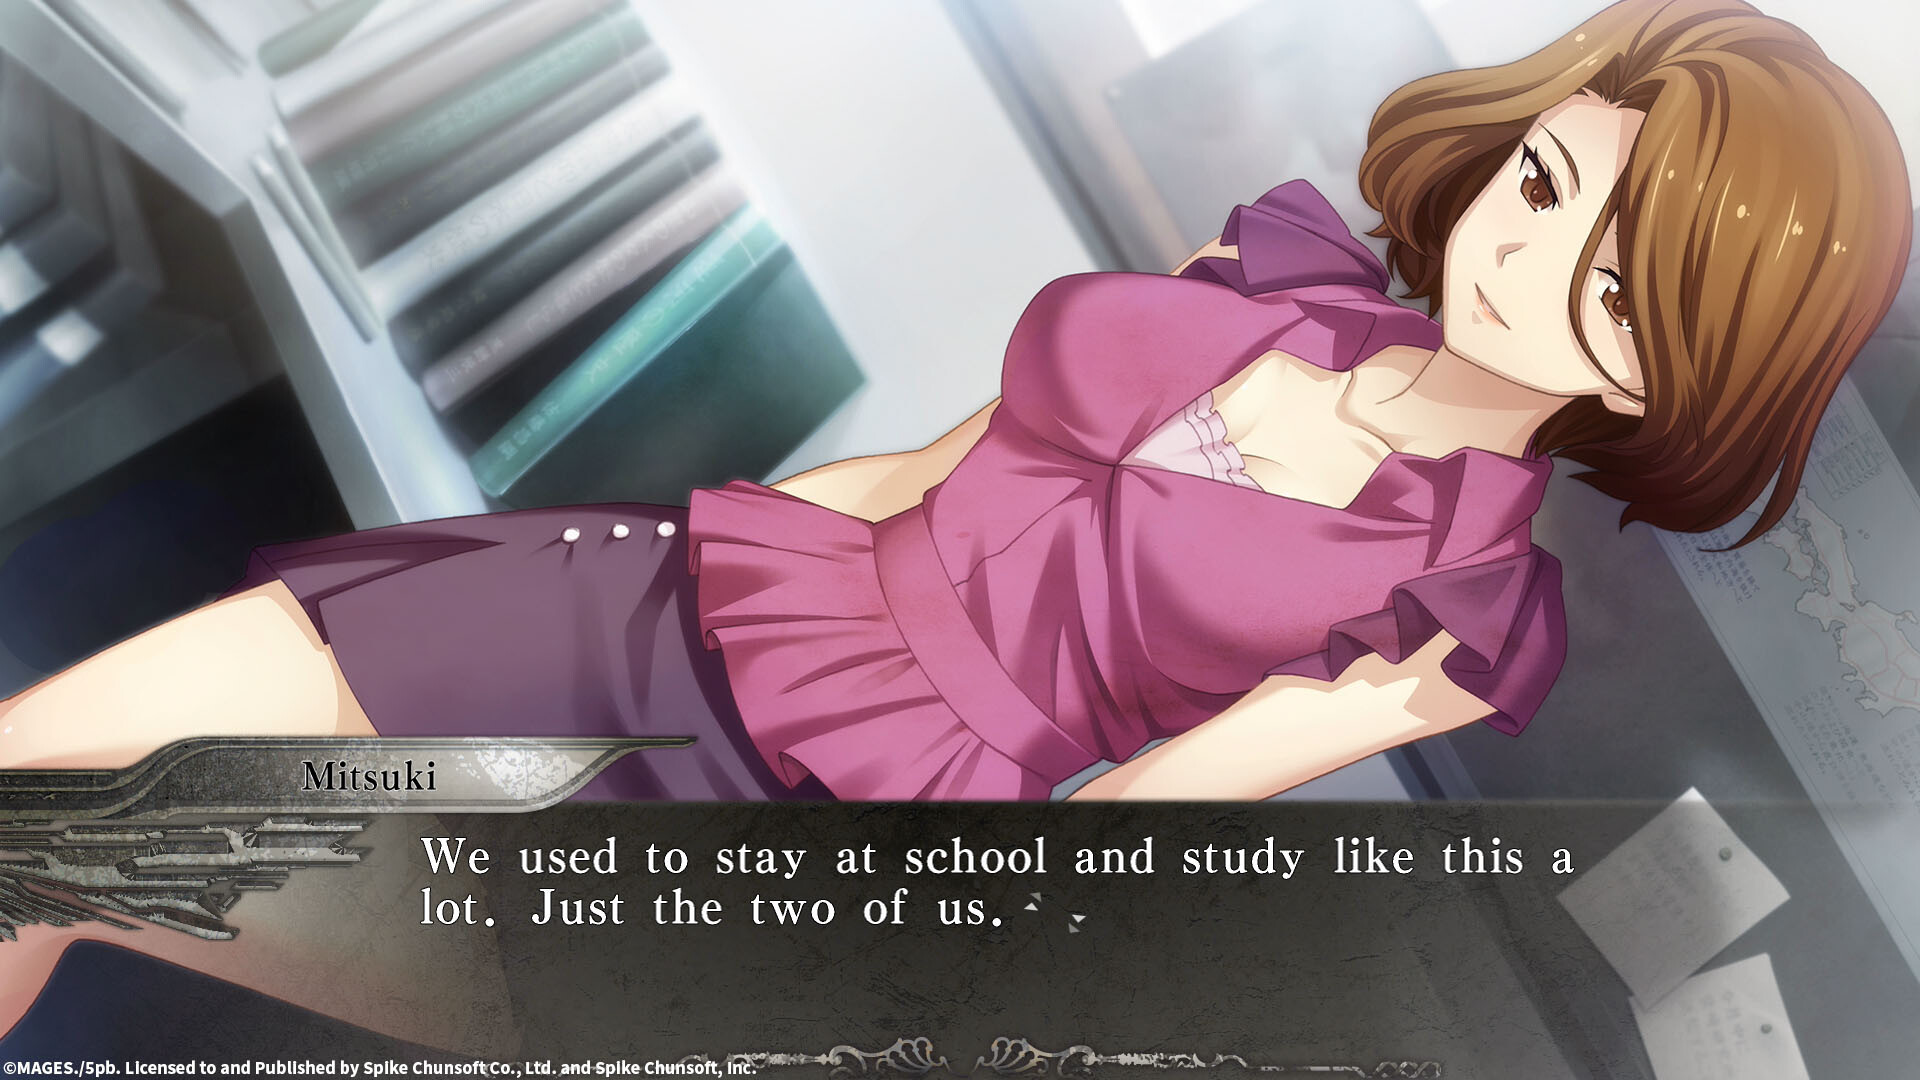 Mitsuki
We used to stay at school and study like this a
lot. Just the two of us.
©MAGES./5pb. Licensed to and Published by Spike Chunsoft Co., Ltd. and Spike Chunsoft, Inc.